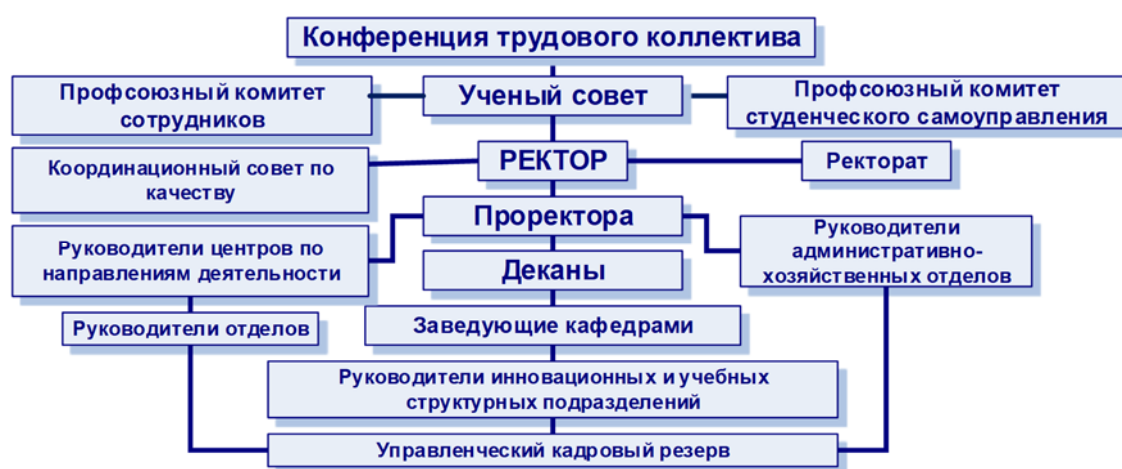 Конференция трудового коллектива
Профсоюзный комитет
сотрудников
Ученый совет
Профсоюзный комитет
студенческого самоуправления
Координационный совет по
качеству
РЕКТОР
Ректорат
Проректора
Руководители центров по
направлениям деятельности
Руководители
административно-
хозяйственных отделов
Деканы
Руководители отделов
Заведующие кафедрами
Руководители инновационных и учебных
структурных подразделений
Управленческий кадровый резерв